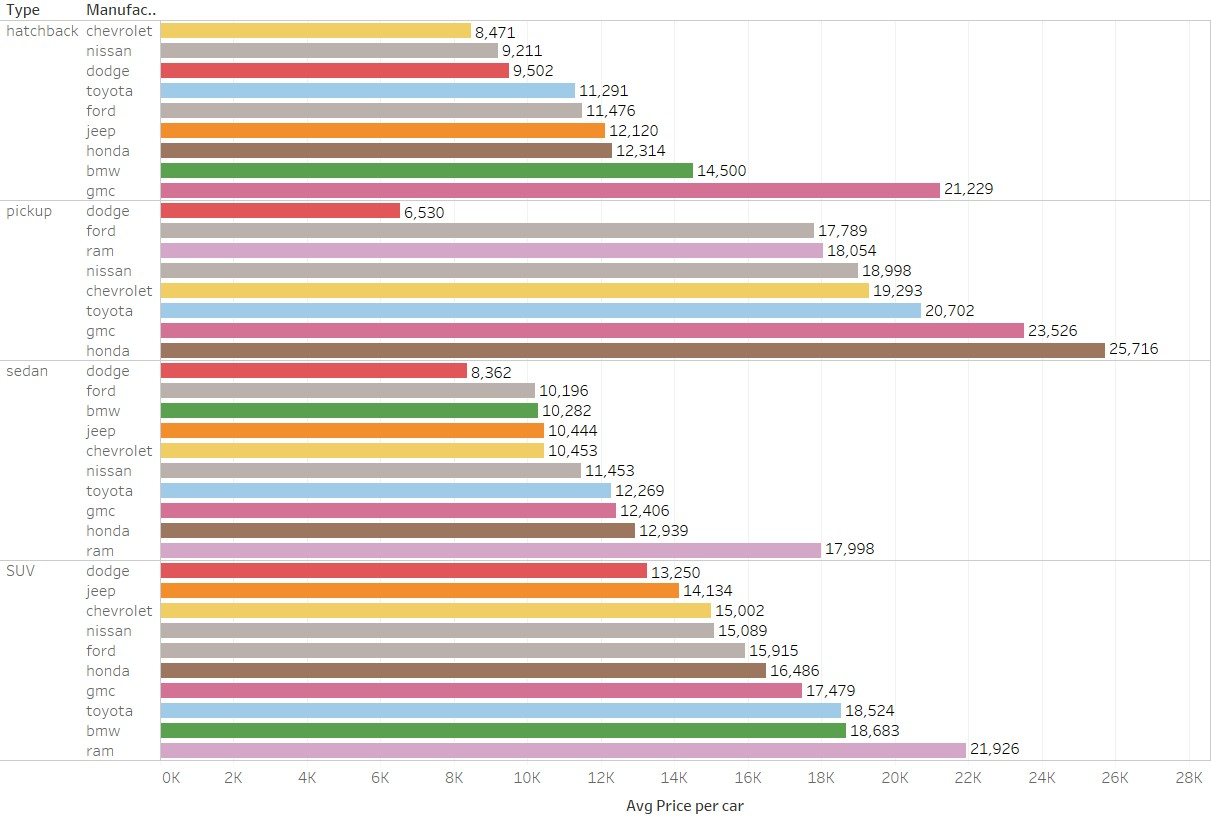 Type Manufac..
hatchback chevrolet 8,471
nissan 9,211
dodge 9,502
toyota 11,291
ford 11,476
jeep 12,120
honda 12,314
bmw 14,500
gmc 21,229
pickup dodge 6,530
ford 17,789
ram 18,054
nissan 18,998
chevrolet 19,293
toyota 20,702
gmc 23,526
honda 25,716
sedan dodge 8,362
ford 10,196
bmw 10,282
jeep 10,444
chevrolet 10,453
nissan 11,453
toyota 12,269
gmc 12,406
honda 12,939
ram 17,998
SUV dodge 13,250
jeep 14,134
chevrolet 15,002
nissan 15,089
ford 15,915
honda 16,486
gmc 17,479
toyota 18,524
bmw 18,683
ram 21,926
0K 2K 4K 6K 8K 10K 12K 14K 16K 18K 20K 22K 24K 26K 28K
Avg Price per car